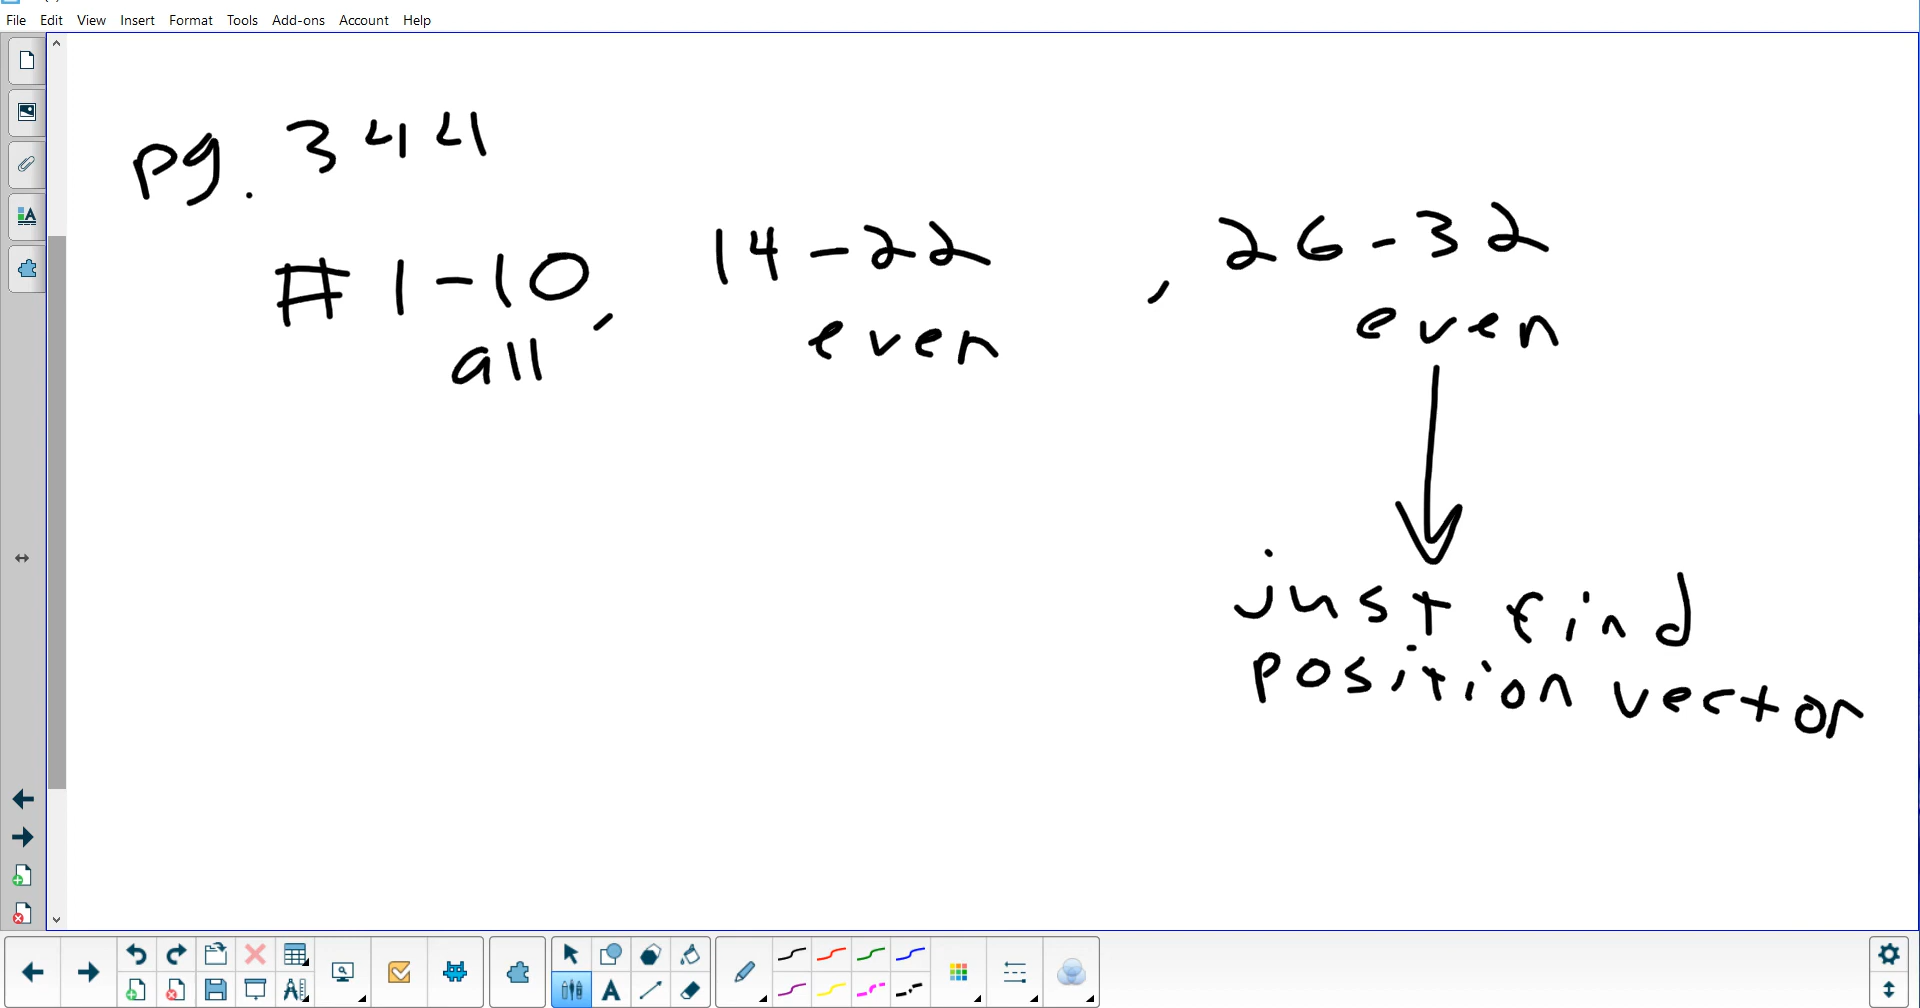 File Edit View Insert Format Tools Add-ons Account Help
pg. 344
# 1-10, 14-22, 26-32
all even even
just find
position vector